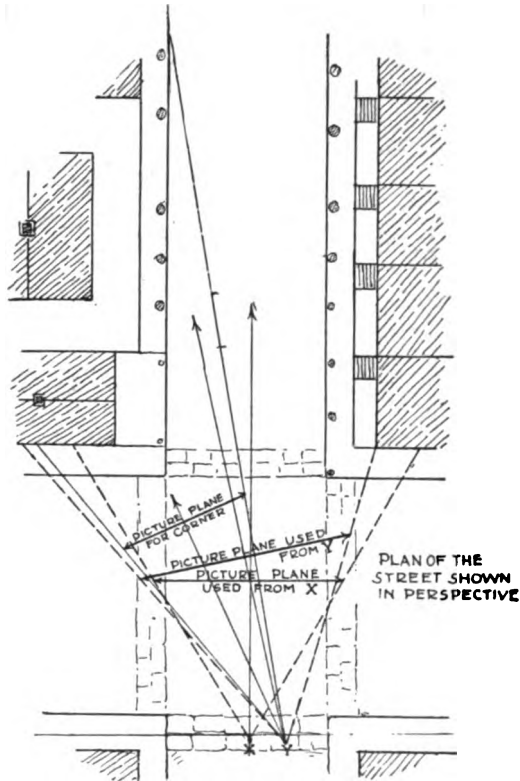 PICTURE PLANE
FOR CORNER
PICTURE PLANE USED
FROM Y
PICTURE PLANE
USED FROM X
PLAN OF THE
STREET SHOWN
IN PERSPECTIVE
X Y